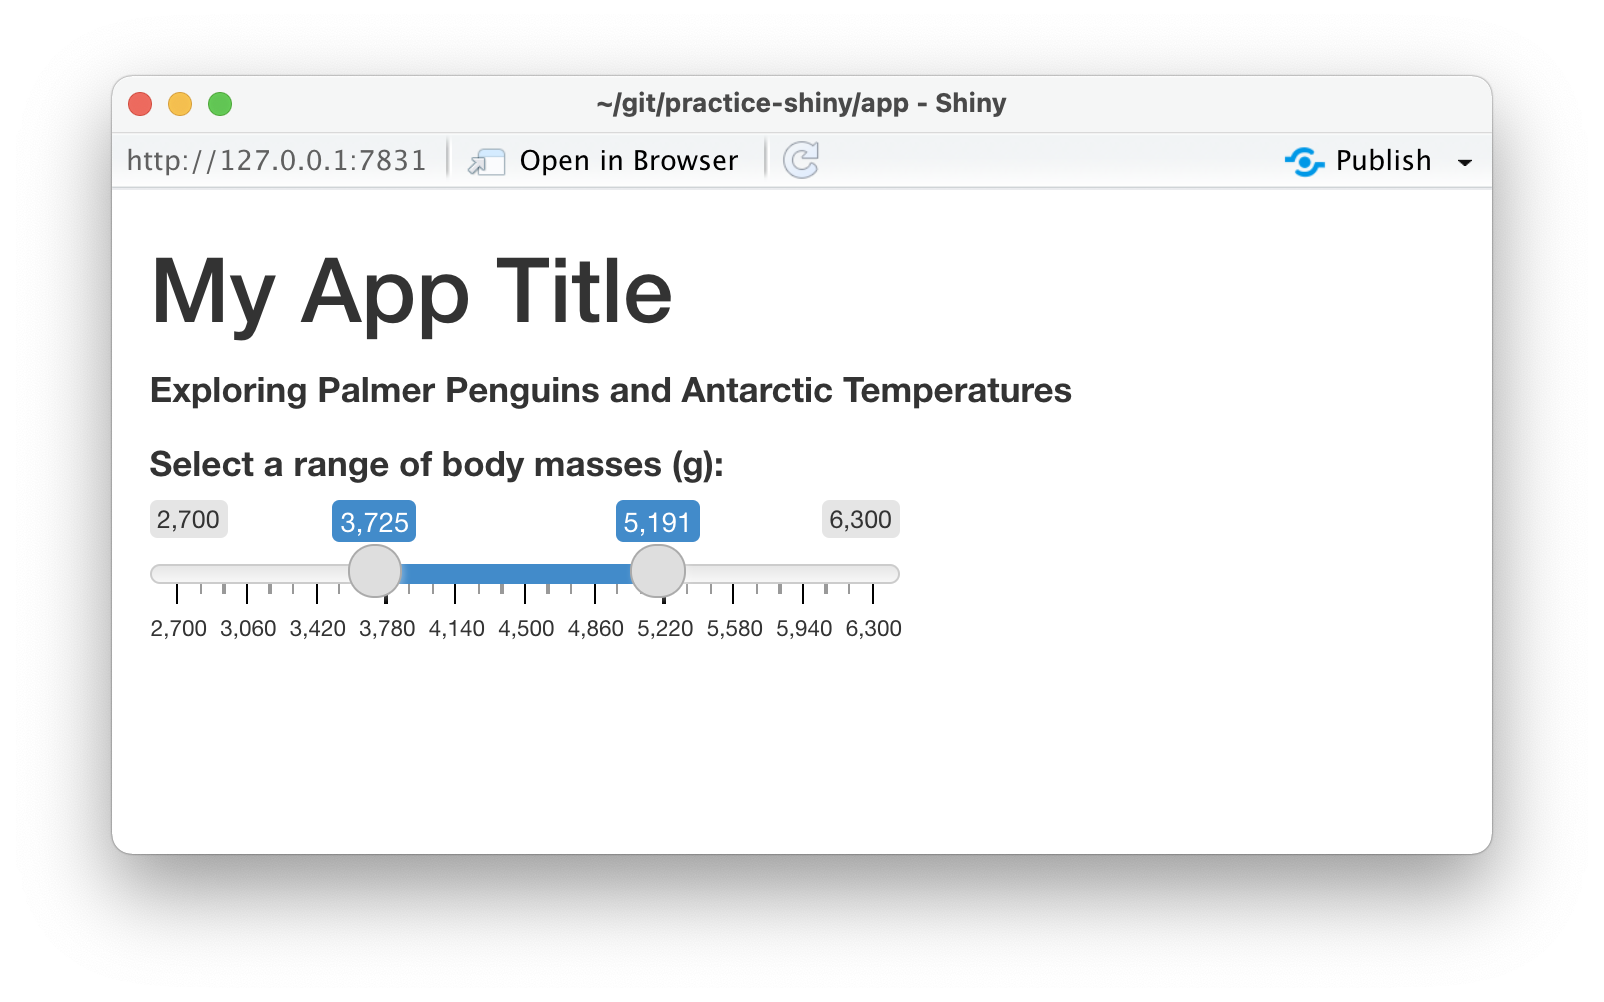 ~/git/practice-shiny/app - Shiny
http://127.0.0.1:7831 Open in Browser Publish
My App Title
Exploring Palmer Penguins and Antarctic Temperatures
Select a range of body masses (g):
2,700 3,725 5,191 6,300
2,700 3,060 3,420 3,780 4,140 4,500 4,860 5,220 5,580 5,940 6,300